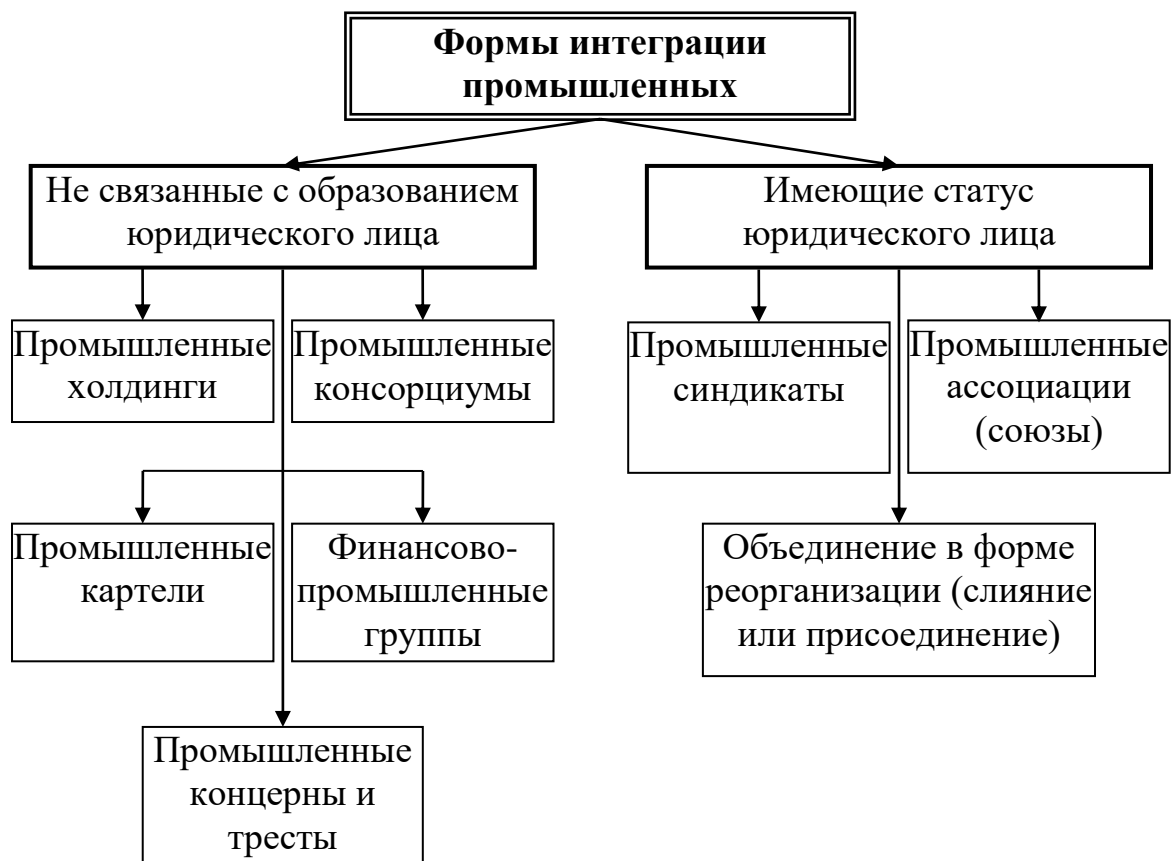 Формы интеграции
промышленных
Не связанные с образованием
юридического лица
Имеющие статус
юридического лица
Промышленные
холдинги
Промышленные
консорциумы
Промышленные
синдикаты
Промышленные
ассоциации
(союзы)
Промышленные
картели
Финансово-
промышленные
группы
Объединение в форме
реорганизации (слияние
или присоединение)
Промышленные
концерны и
тресты